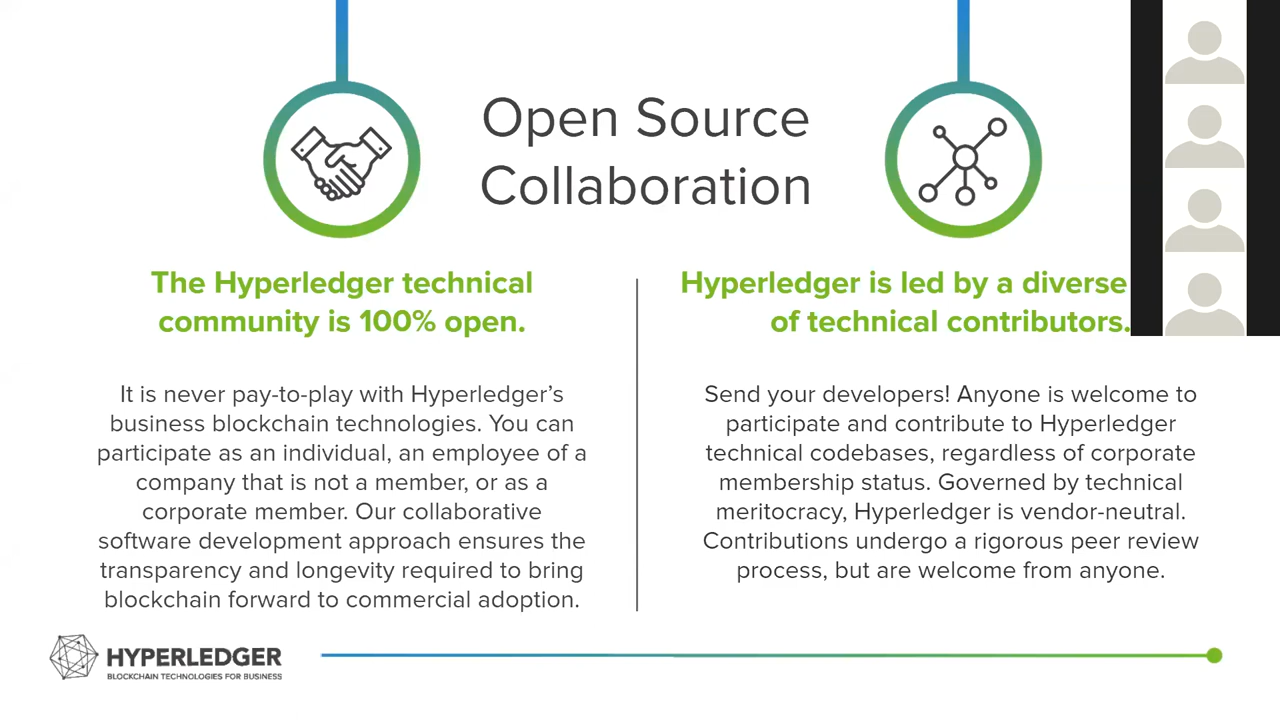 Open Source
Collaboration
The Hyperledger technical
community is 100% open.
It is never pay-to-play with Hyperledger's
business blockchain technologies. You can
participate as an individual, an employee of a
company that is not a member, or as a
corporate member. Our collaborative
software development approach ensures the
transparency and longevity required to bring
blockchain forward to commercial adoption.
Hyperledger is led by a diverse
of technical contributors.
Send your developers! Anyone is welcome to
participate and contribute to Hyperledger
technical codebases, regardless of corporate
membership status. Governed by technical
meritocracy, Hyperledger is vendor-neutral.
Contributions undergo a rigorous peer review
process, but are welcome from anyone.
HYPERLEDGER
BLOCKCHAIN TECHNOLOGIES FOR BUSINESS